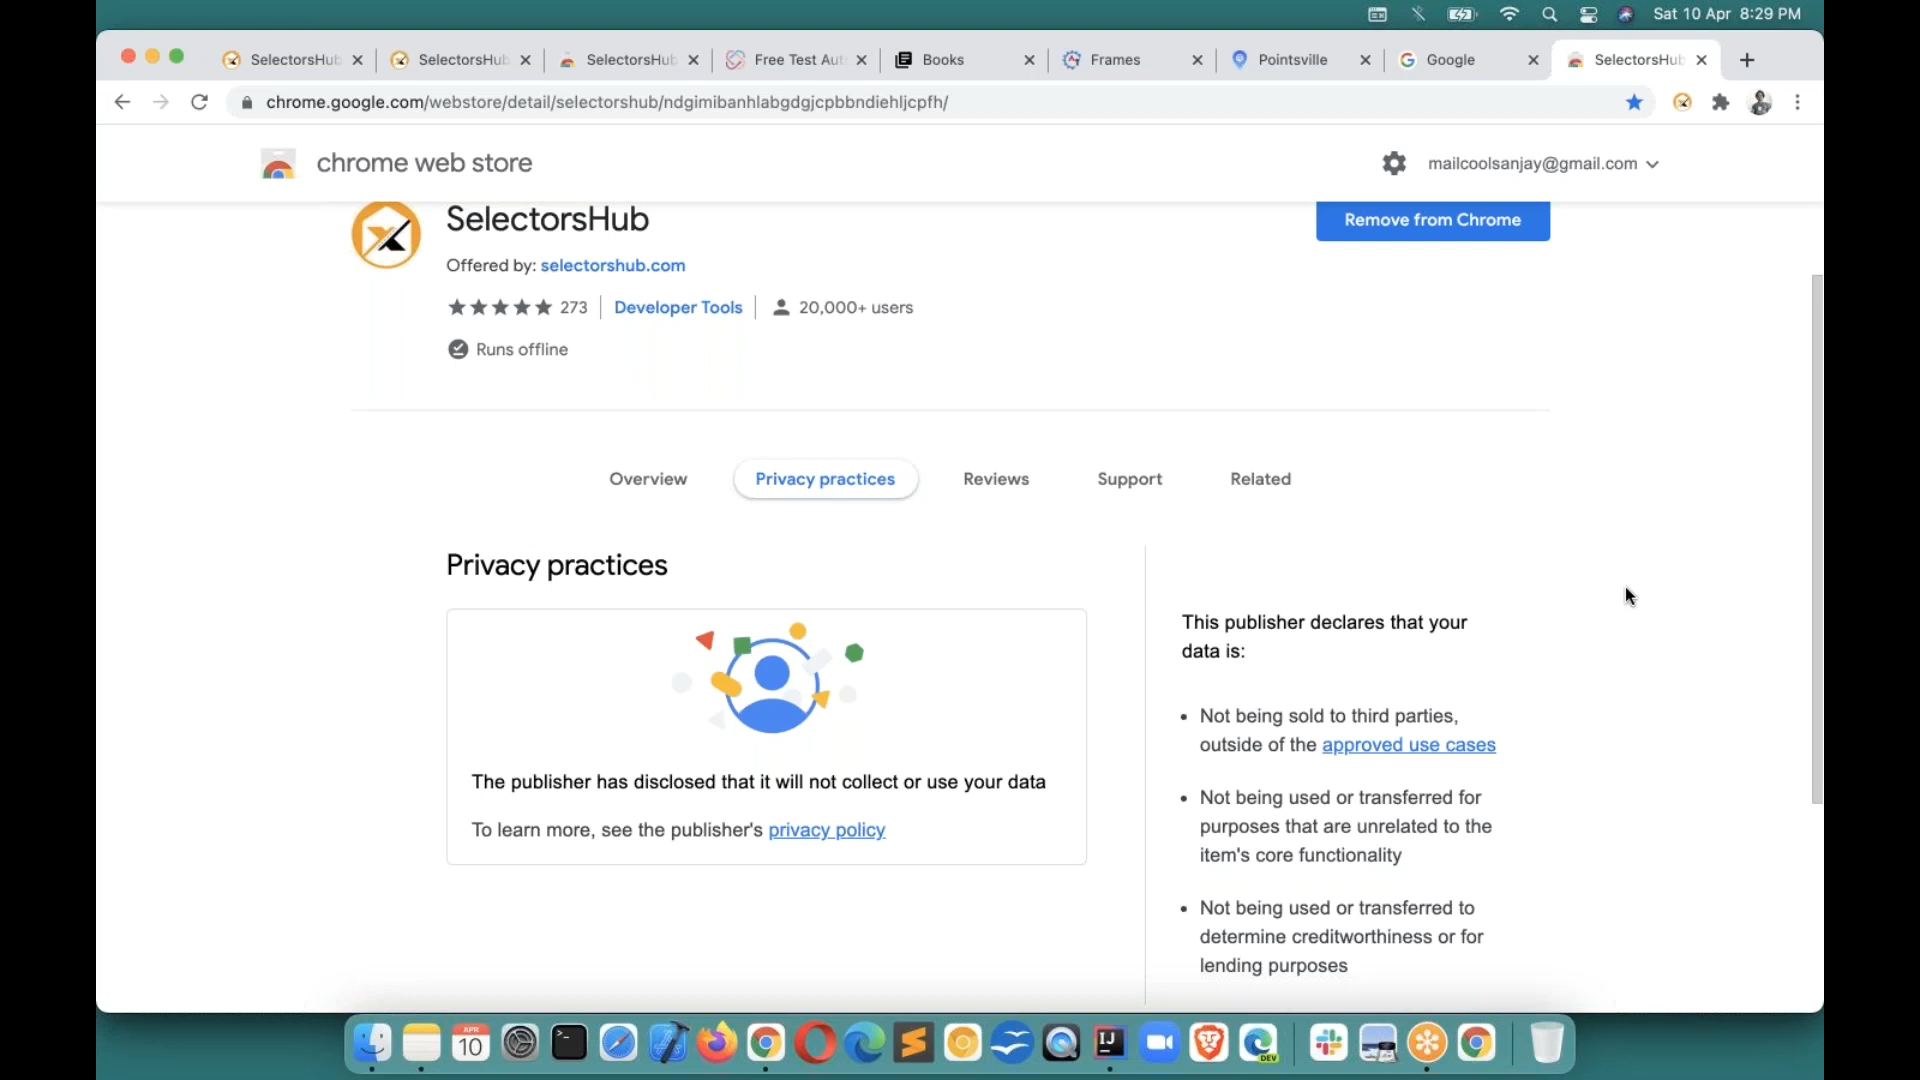 Sat 10 Apr 8:29 PM
SelectorsHub SelectorsHub SelectorsHub Free Test Aut Books Frames Pointsville Google SelectorsHub
chrome.google.com/webstore/detail/selectorshub/ndgimibanhlabgdgjcpbbndiehljcpfh/
chrome web store
mailcoolsanjay@gmail.com
SelectorsHub
Remove from Chrome
Offered by: selectorshub.com
273 Developer Tools 20,000+ users
Runs offline
Overview Privacy practices Reviews Support Related
Privacy practices
The publisher has disclosed that it will not collect or use your data
To learn more, see the publisher's privacy policy
This publisher declares that your
data is:
• Not being sold to third parties,
outside of the approved use cases
• Not being used or transferred for
purposes that are unrelated to the
item's core functionality
• Not being used or transferred to
determine creditworthiness or for
lending purposes
APR
10
IJ
DEV